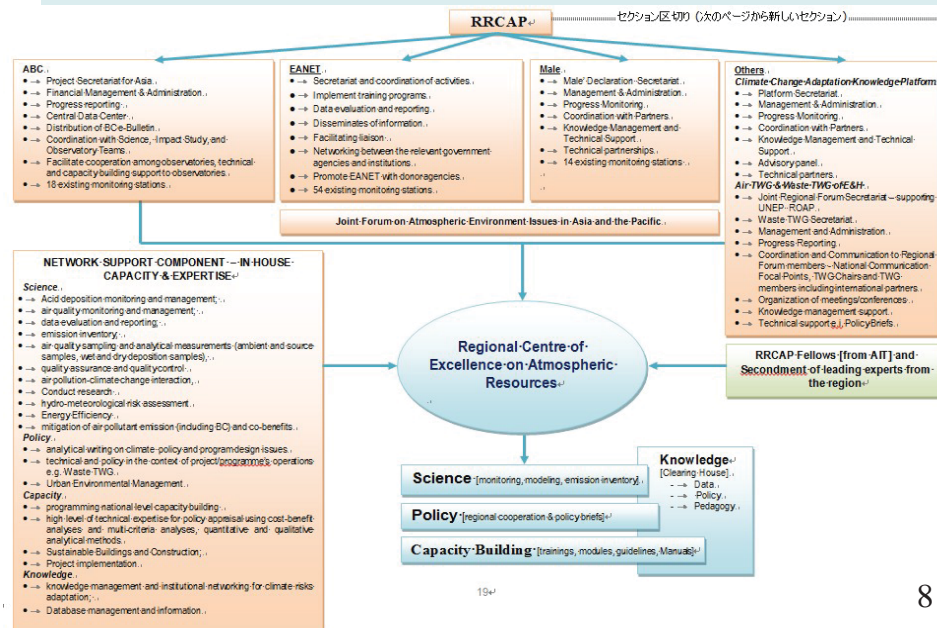 RRCAP
セクション区切り (次のページから新しいセクション)
ABC
Project Secretariat for Asia
Financial Management & Administration
Progress reporting
Central Data Center
Distribution of BC e-Bulletin
Coordination with Science, Impact Study, and
Observatory Teams
Facilitate cooperation among observatories, technical
and capacity building support to observatories
18 existing monitoring stations
EANET
Secretariat and coordination of activities
Implement training programs
Data evaluation and reporting
Disseminates of information
Facilitating liaison
Networking between the relevant government
agencies and institutions
Promote EANET with donoragencies
54 existing monitoring stations
Male
Male' Declaration Secretariat
Management & Administration
Progress Monitoring
Coordination with Partners
Knowledge Management and
Technical Support
Technical partnerships
14 existing monitoring stations
Others
Climate Change Adaptation Knowledge Platform
Platform Secretariat
Management & Administration
Progress Monitoring
Coordination with Partners
Knowledge Management and Technical
Support
Advisory panel
Technical partners
Air TWG & Waste TWG of E&H
Joint Regional Forum Secretariat – supporting
UNEP-ROAP
Waste TWG Secretariat
Management and Administration
Progress Reporting
Coordination and Communication to Regional
Forum members – National Communication
Focal Points, TWG Chairs and TWG
members including international partners
Organization of meetings/conferences
Knowledge management support
Technical support e.i, Policy Briefs
Joint Forum on Atmospheric Environment Issues in Asia and the Pacific
NETWORK SUPPORT COMPONENT – IN HOUSE
CAPACITY & EXPERTISE
Science
Acid deposition monitoring and management;
air quality monitoring and management;
data evaluation and reporting;
emission inventory;
air quality sampling and analytical measurements (ambient and source
samples, wet and dry deposition samples),
quality assurance and quality control
air pollution-climate change interaction,
Conduct research
hydro-meteorological risk assessment
Energy Efficiency
mitigation of air pollutant emission (including BC) and co-benefits
Policy
analytical writing on climate policy and program design issues
technical and policy in the context of project/programme's operations
e.g. Waste TWG
Urban Environmental Management
Capacity
programming national level capacity building
high level of technical expertise for policy appraisal using cost-benefit
analyses and multi-criteria analyses, quantitative and qualitative
analytical methods
Sustainable Buildings and Construction;
Project implementation
Knowledge
knowledge management and institutional networking for climate risks
adaptation;
Database management and information
Regional Centre of
Excellence on Atmospheric
Resources
RRCAP Fellows [from AIT] and
Secondment of leading experts from
the region
Science [monitoring, modeling, emission inventory]
Policy [regional cooperation & policy briefs]
Capacity Building [trainings, modules, guidelines, Manuals]
Knowledge
[Clearing House]
- Data
- Policy
- Pedagogy
19
8